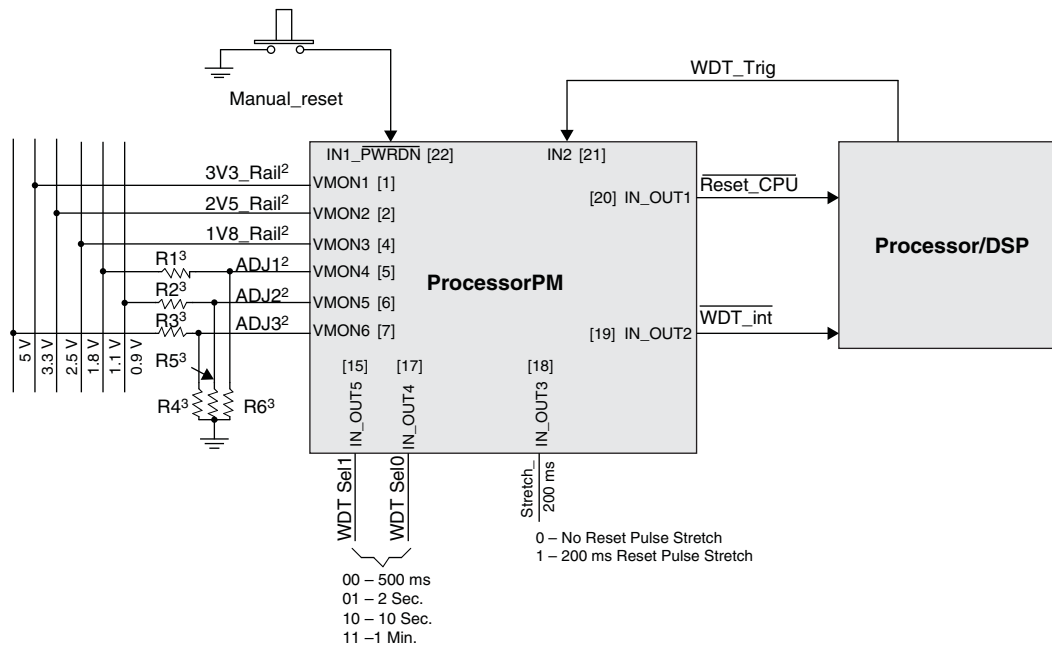 Manual_reset
WDT_Trig
IN1_PWRDN [22]
IN2 [21]
3V3_Rail²
VMON1 [1]
2V5_Rail²
VMON2 [2]
1V8_Rail²
VMON3 [4]
R1³
ADJ1²
VMON4 [5]
R2³
ADJ2²
VMON5 [6]
R3³
ADJ3²
VMON6 [7]
ProcessorPM
[20] IN_OUT1
Reset_CPU
Processor/DSP
[19] IN_OUT2
WDT_int
5 V
3.3 V
2.5 V
1.8 V
1.1 V
0.9 V
R5³
R4³
R6³
[15]
IN_OUT5
[17]
IN_OUT4
[18]
IN_OUT3
WDT Sel1
WDT Sel0
Stretch_
200 ms
0 – No Reset Pulse Stretch
1 – 200 ms Reset Pulse Stretch
00 – 500 ms
01 – 2 Sec.
10 – 10 Sec.
11 –1 Min.